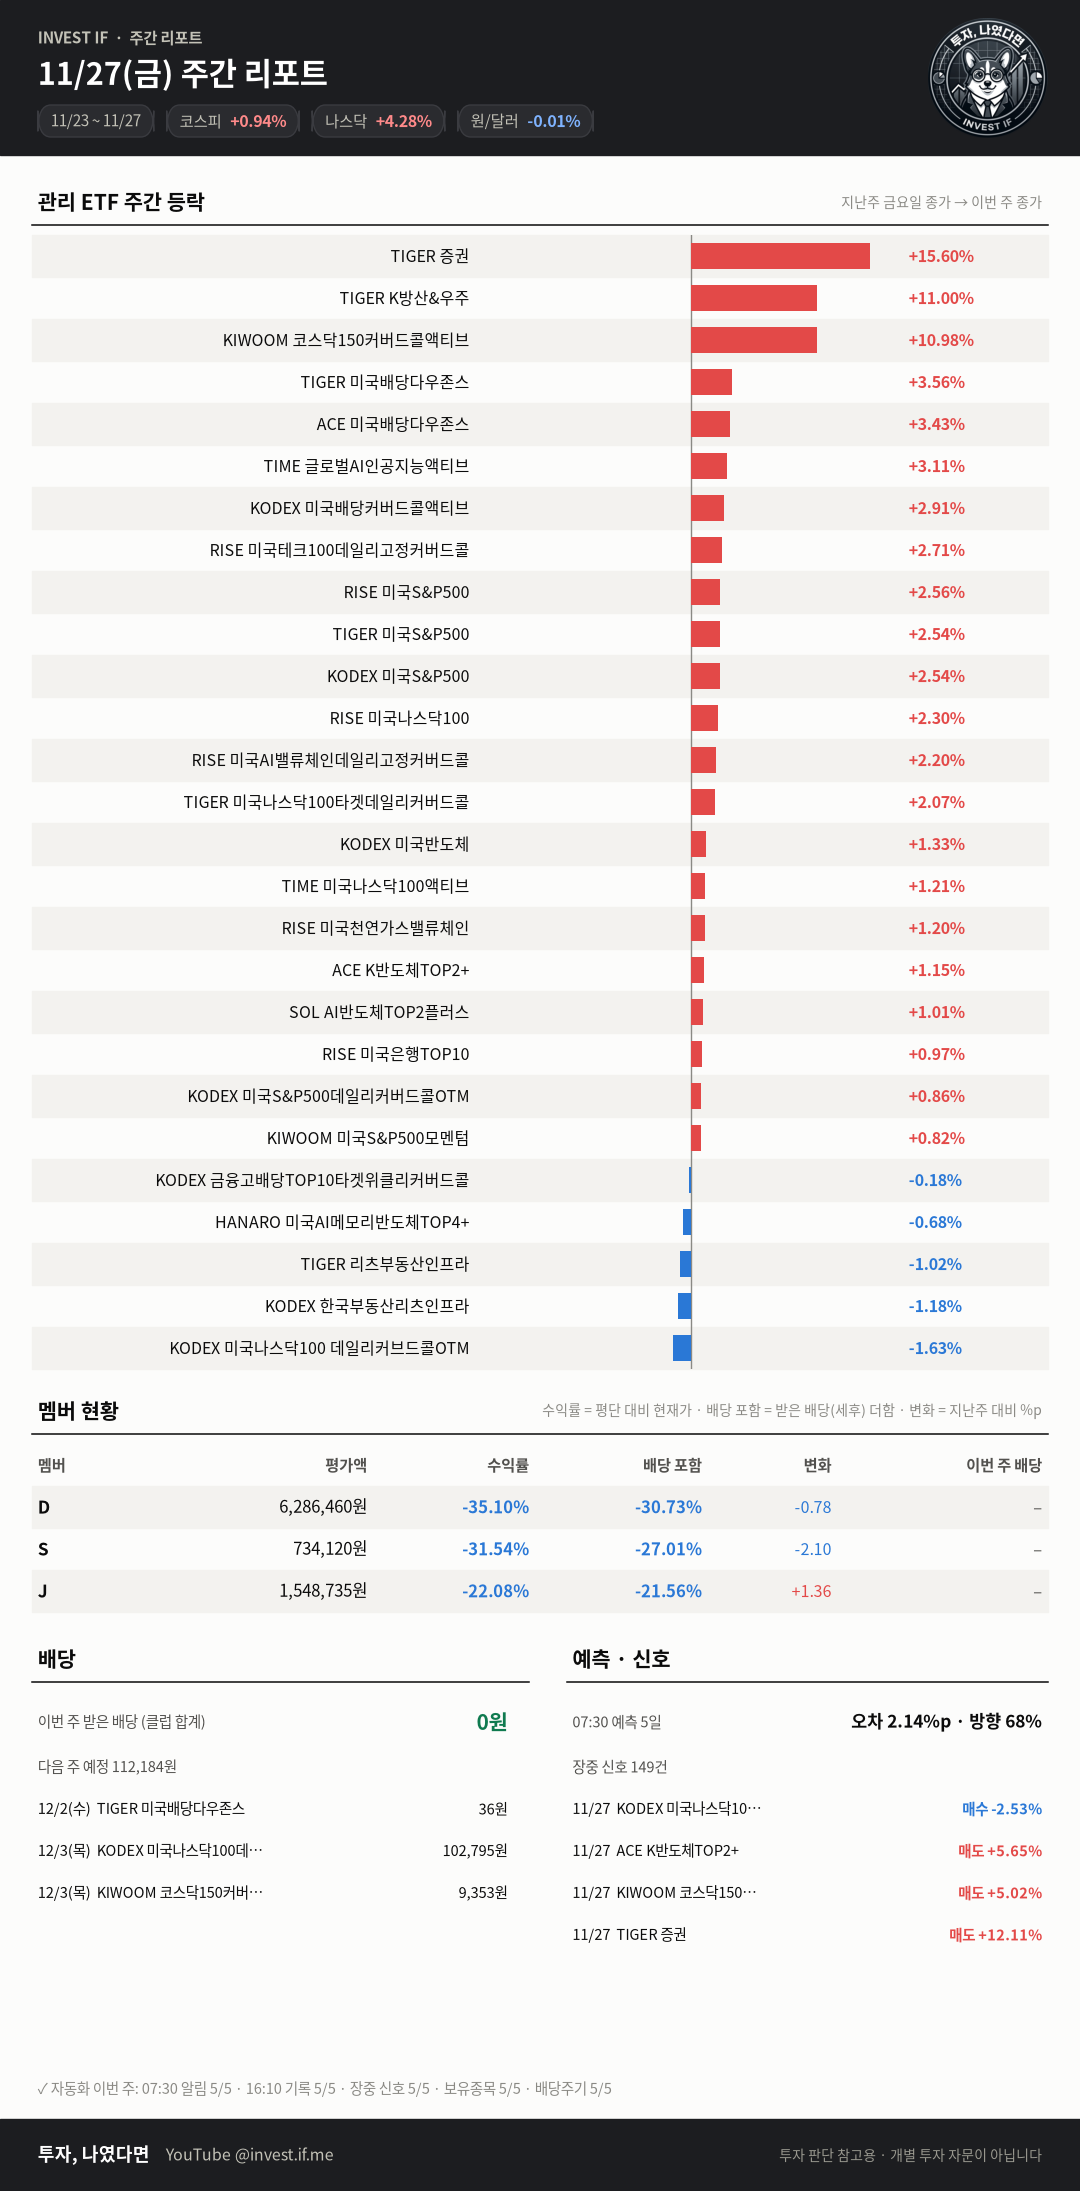 INVEST IF · 주간 리포트
11/27(금) 주간 리포트
11/23 ~ 11/27 코스피 +0.94% 나스닥 +4.28% 원/달러 -0.01%
투자, 나였다면
INVEST IF
관리 ETF 주간 등락 지난주 금요일 종가 → 이번 주 종가
TIGER 증권 +15.60%
TIGER K방산&우주 +11.00%
KIWOOM 코스닥150커버드콜액티브 +10.98%
TIGER 미국배당다우존스 +3.56%
ACE 미국배당다우존스 +3.43%
TIME 글로벌AI인공지능액티브 +3.11%
KODEX 미국배당커버드콜액티브 +2.91%
RISE 미국테크100데일리고정커버드콜 +2.71%
RISE 미국S&P500 +2.56%
TIGER 미국S&P500 +2.54%
KODEX 미국S&P500 +2.54%
RISE 미국나스닥100 +2.30%
RISE 미국AI밸류체인데일리고정커버드콜 +2.20%
TIGER 미국나스닥100타겟데일리커버드콜 +2.07%
KODEX 미국반도체 +1.33%
TIME 미국나스닥100액티브 +1.21%
RISE 미국천연가스밸류체인 +1.20%
ACE K반도체TOP2+ +1.15%
SOL AI반도체TOP2플러스 +1.01%
RISE 미국은행TOP10 +0.97%
KODEX 미국S&P500데일리커버드콜OTM +0.86%
KIWOOM 미국S&P500모멘텀 +0.82%
KODEX 금융고배당TOP10타겟위클리커버드콜 -0.18%
HANARO 미국AI메모리반도체TOP4+ -0.68%
TIGER 리츠부동산인프라 -1.02%
KODEX 한국부동산리츠인프라 -1.18%
KODEX 미국나스닥100 데일리커브드콜OTM -1.63%
멤버 현황 수익률 = 평단 대비 현재가 · 배당 포함 = 받은 배당(세후) 더함 · 변화 = 지난주 대비 %p
멤버 평가액 수익률 배당 포함 변화 이번 주 배당
D 6,286,460원 -35.10% -30.73% -0.78 –
S 734,120원 -31.54% -27.01% -2.10 –
J 1,548,735원 -22.08% -21.56% +1.36 –
배당
이번 주 받은 배당 (클럽 합계) 0원
다음 주 예정 112,184원
12/2(수) TIGER 미국배당다우존스 36원
12/3(목) KODEX 미국나스닥100데… 102,795원
12/3(목) KIWOOM 코스닥150커버… 9,353원
예측 · 신호
07:30 예측 5일 오차 2.14%p · 방향 68%
장중 신호 149건
11/27 KODEX 미국나스닥10… 매수 -2.53%
11/27 ACE K반도체TOP2+ 매도 +5.65%
11/27 KIWOOM 코스닥150… 매도 +5.02%
11/27 TIGER 증권 매도 +12.11%
✓ 자동화 이번 주: 07:30 알림 5/5 · 16:10 기록 5/5 · 장중 신호 5/5 · 보유종목 5/5 · 배당주기 5/5
투자, 나였다면 YouTube @invest.if.me 투자 판단 참고용 · 개별 투자 자문이 아닙니다